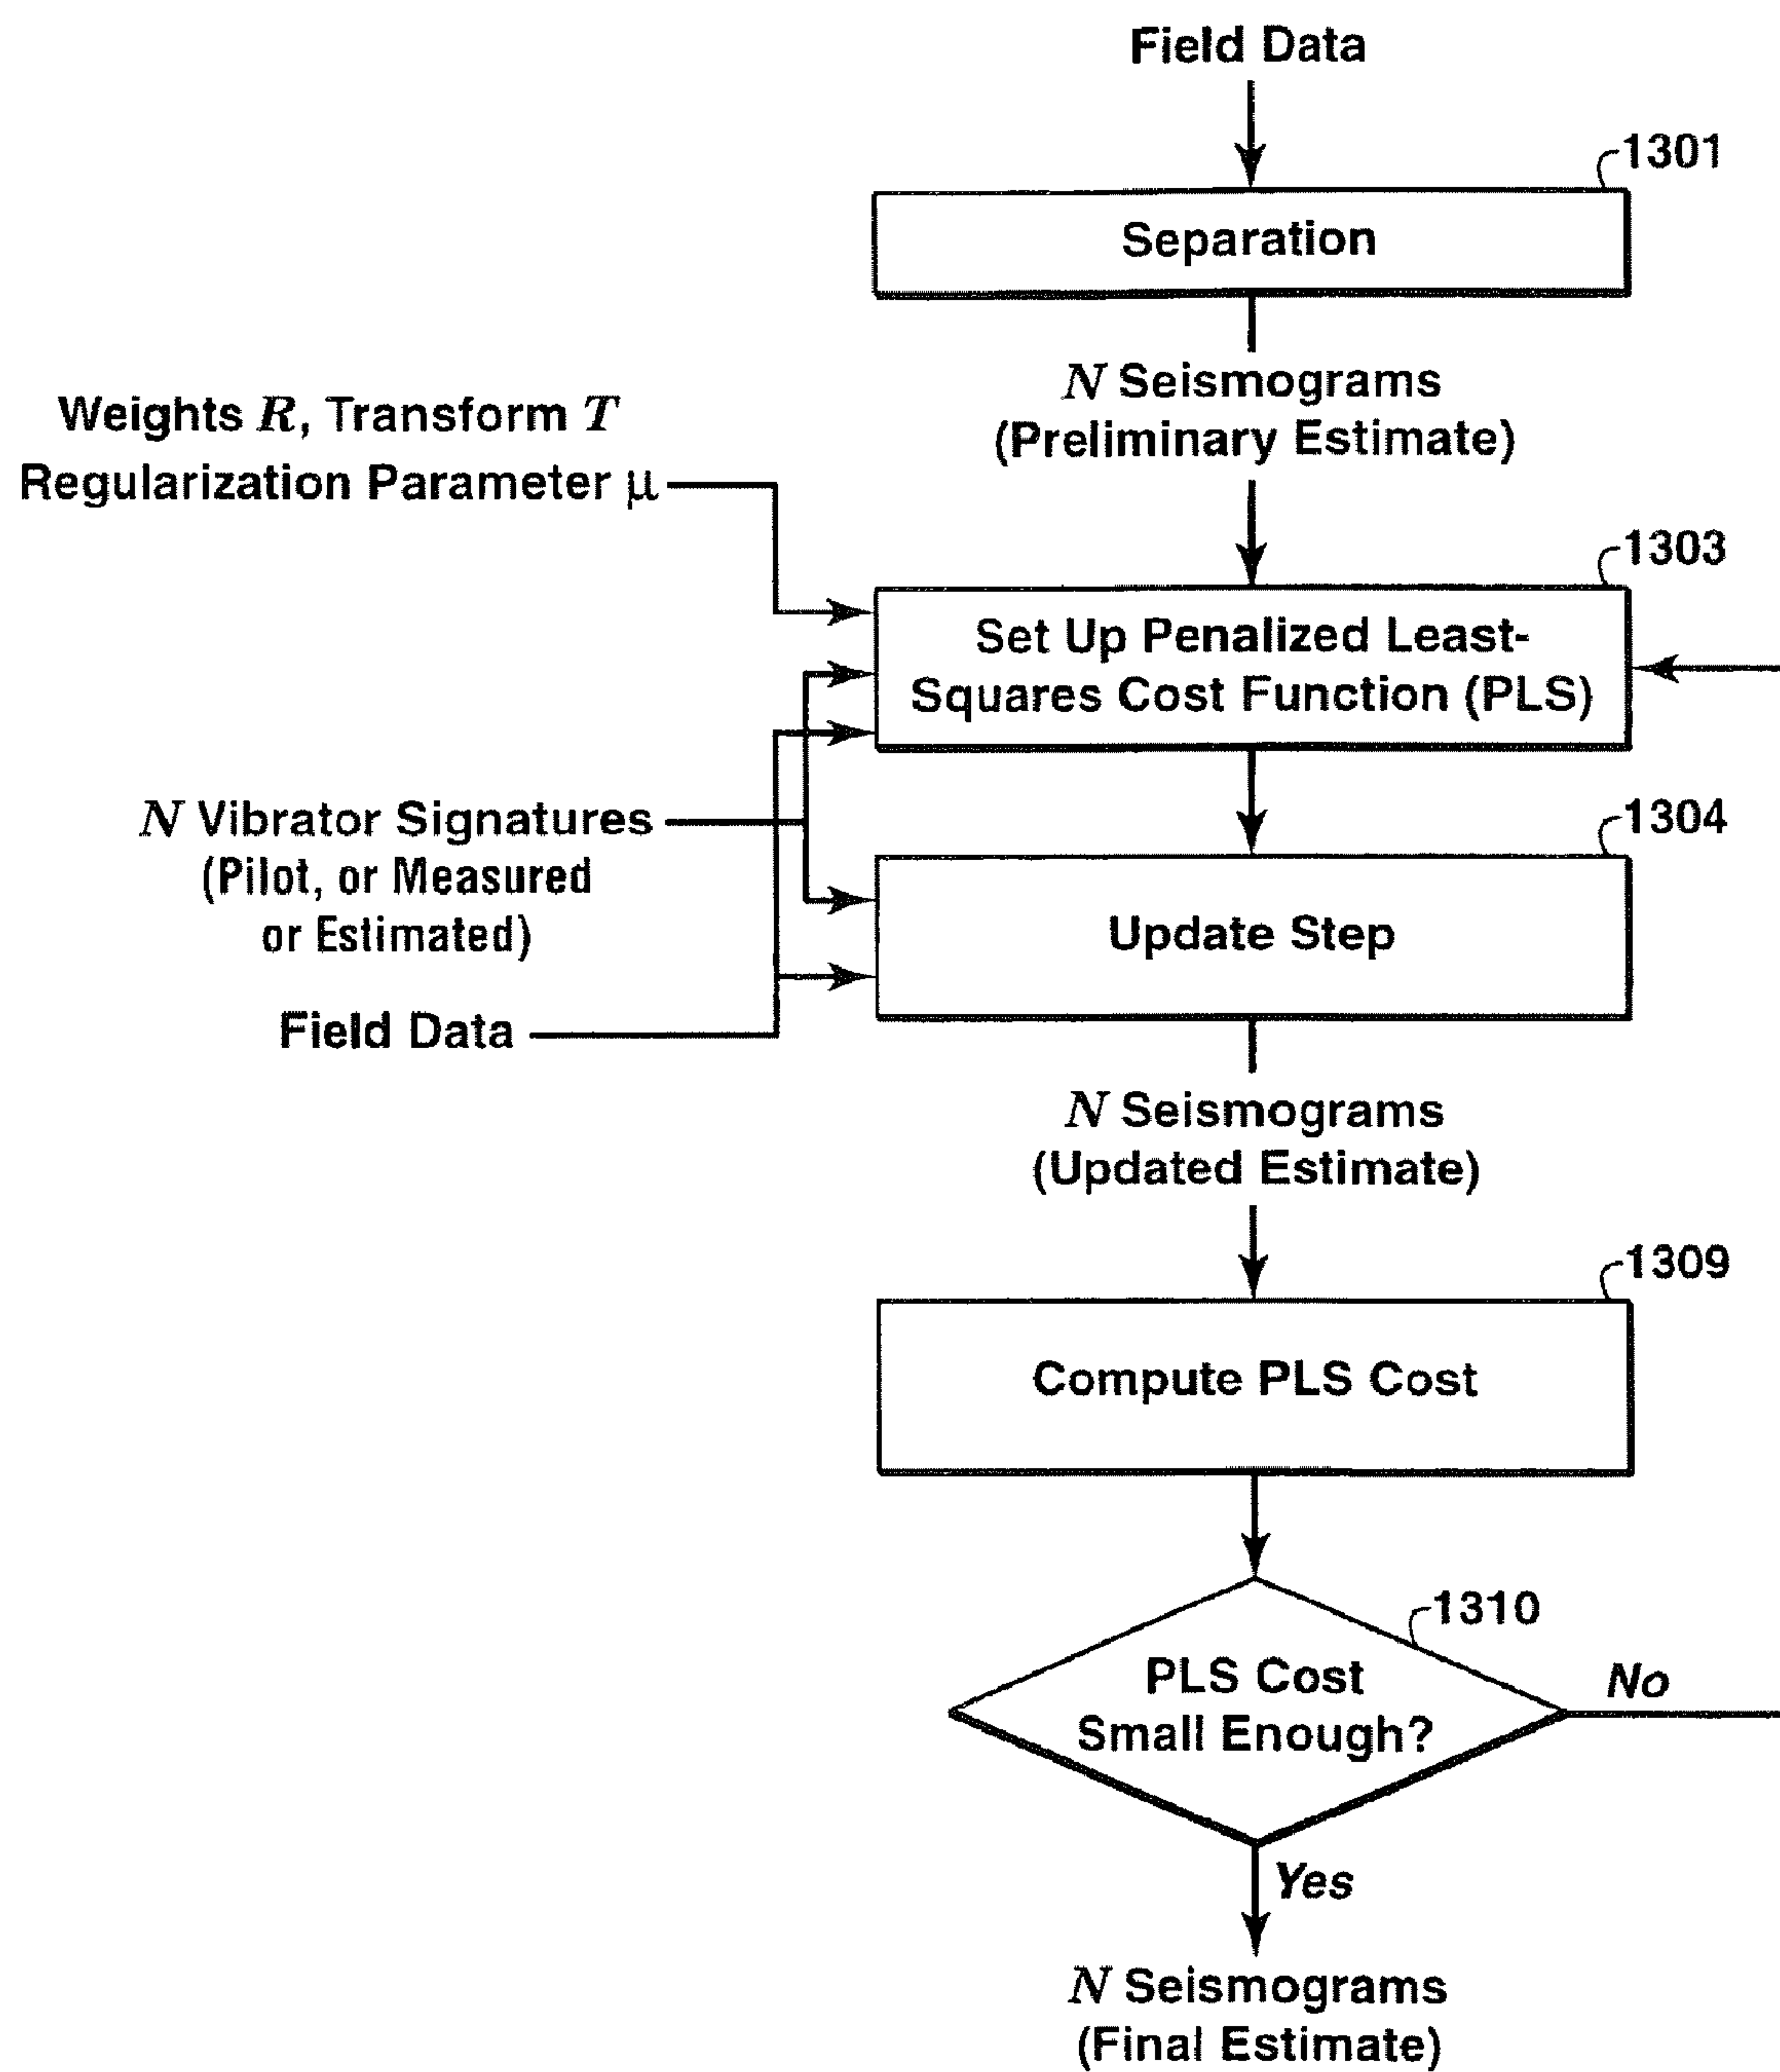 Field Data
1301
Separation
N Seismograms
(Preliminary Estimate)
Weights R, Transform T
Regularization Parameter μ
1303
Set Up Penalized Least-
Squares Cost Function (PLS)
N Vibrator Signatures
(Pilot, or Measured
or Estimated)
1304
Update Step
Field Data
N Seismograms
(Updated Estimate)
1309
Compute PLS Cost
1310
PLS Cost
Small Enough?
No
Yes
N Seismograms
(Final Estimate)